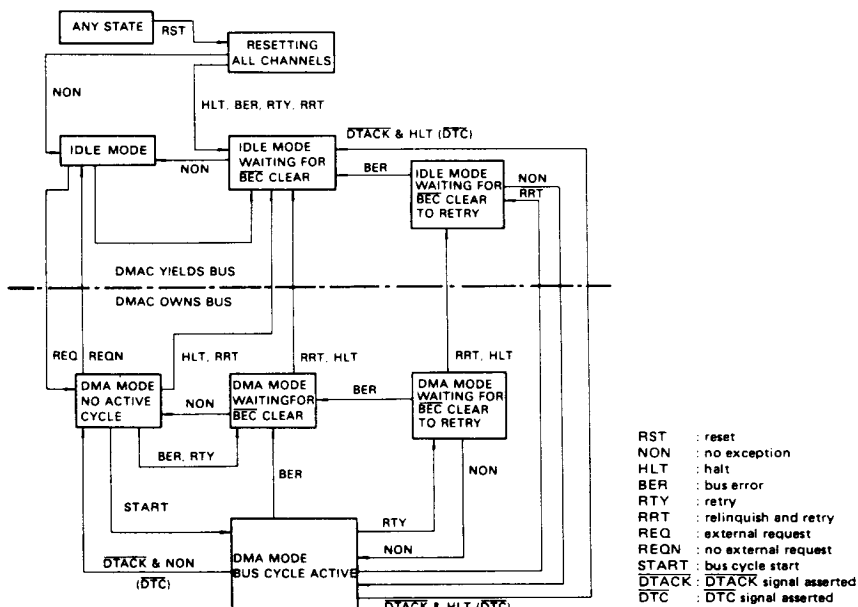 ANY STATE
RST
RESETTING
ALL CHANNELS
NON
HLT, BER, RTY, RRT
DTACK & HLT (DTC)
IDLE MODE
NON
IDLE MODE
WAITING FOR
BEC CLEAR
BER
IDLE MODE
WAITING FOR
BEC CLEAR
TO RETRY
NON
RRT
DMAC YIELDS BUS
DMAC OWNS BUS
REQ
REQN
HLT, RRT
RRT, HLT
RRT, HLT
DMA MODE
NO ACTIVE
CYCLE
NON
DMA MODE
WAITINGFOR
BEC CLEAR
BER
DMA MODE
WAITING FOR
BEC CLEAR
TO RETRY
BER, RTY
BER
NON
START
RTY
NON
DTACK & NON
(DTC)
DMA MODE
BUS CYCLE ACTIVE
DTACK & HLT (DTC)
RST : reset
NON : no exception
HLT : halt
BER : bus error
RTY : retry
RRT : relinquish and retry
REQ : external request
REQN : no external request
START : bus cycle start
DTACK : DTACK signal asserted
DTC : DTC signal asserted